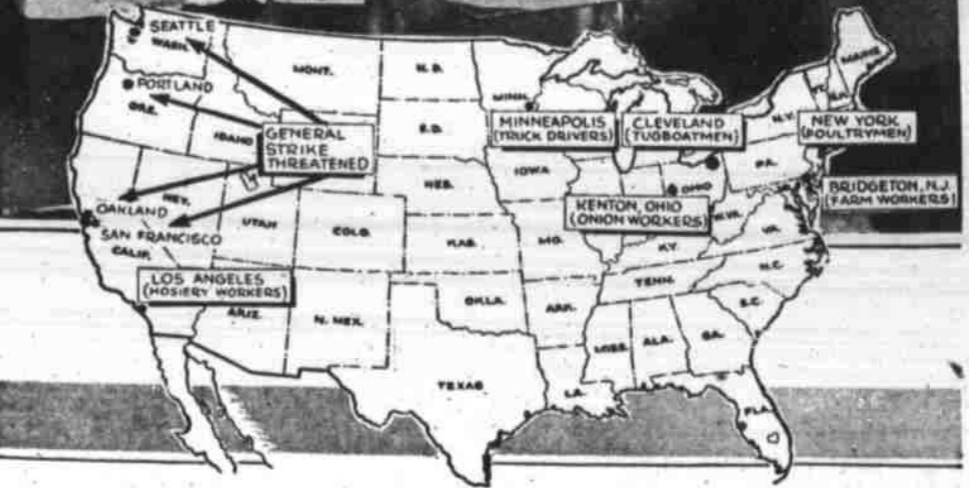 SEATTLE
WASH.
PORTLAND
ORE.
MONT.
IDAHO
GENERAL
STRIKE
THREATENED
N.D.
S.D.
MINN.
MINNEAPOLIS
(TRUCK DRIVERS)
CLEVELAND
(TUGBOATMEN)
N.Y.
NEW YORK
(POULTRYMEN)
VT.
MAINE
PA.
BRIDGETON, N.J.
(FARM WORKERS)
OHIO
KENTON, OHIO
(ONION WORKERS)
IOWA
NEB.
NEV.
OAKLAND
SAN FRANCISCO
CALIF.
UTAH
COLO.
KAS.
MO.
KY.
W.VA.
VA.
LOS ANGELES
(HOSIERY WORKERS)
ARIZ.
N. MEX.
OKLA.
ARK.
TENN.
N.C.
S.C.
MISS.
ALA.
GA.
TEXAS
LA.
FLA.